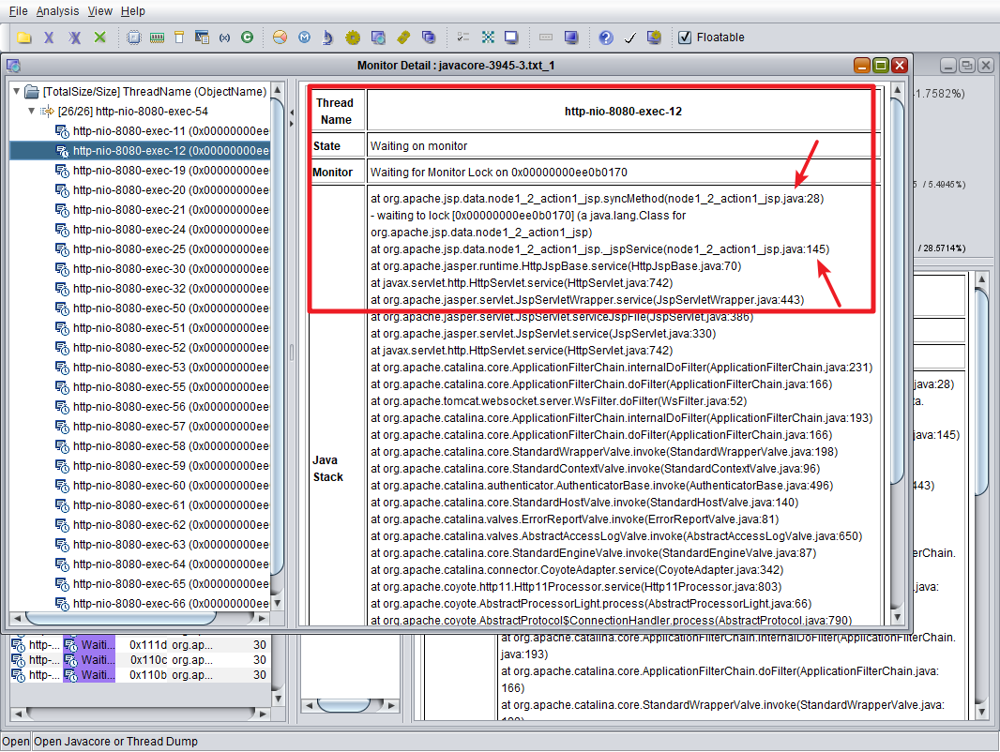 File Analysis View Help
Floatable
Monitor Detail : javacore-3945-3.txt_1
[TotalSize/Size] ThreadName (ObjectName)
[26/26] http-nio-8080-exec-54
http-nio-8080-exec-11 (0x00000000ee
http-nio-8080-exec-12 (0x00000000ee
http-nio-8080-exec-19 (0x00000000ee
http-nio-8080-exec-20 (0x00000000ee
http-nio-8080-exec-21 (0x00000000ee
http-nio-8080-exec-24 (0x00000000ee
http-nio-8080-exec-25 (0x00000000ee
http-nio-8080-exec-30 (0x00000000ee
http-nio-8080-exec-32 (0x00000000ee
http-nio-8080-exec-50 (0x00000000ee
http-nio-8080-exec-51 (0x00000000ee
http-nio-8080-exec-52 (0x00000000ee
http-nio-8080-exec-53 (0x00000000ee
http-nio-8080-exec-55 (0x00000000ee
http-nio-8080-exec-56 (0x00000000ee
http-nio-8080-exec-57 (0x00000000ee
http-nio-8080-exec-58 (0x00000000ee
http-nio-8080-exec-59 (0x00000000ee
http-nio-8080-exec-60 (0x00000000ee
http-nio-8080-exec-61 (0x00000000ee
http-nio-8080-exec-62 (0x00000000ee
http-nio-8080-exec-63 (0x00000000ee
http-nio-8080-exec-64 (0x00000000ee
http-nio-8080-exec-65 (0x00000000ee
http-nio-8080-exec-66 (0x00000000ee
Thread Name
http-nio-8080-exec-12
State
Waiting on monitor
Monitor
Waiting for Monitor Lock on 0x00000000ee0b0170
Java Stack
at org.apache.jsp.data.node1_2_action1_jsp.syncMethod(node1_2_action1_jsp.java:28)
- waiting to lock [0x00000000ee0b0170] (a java.lang.Class for
org.apache.jsp.data.node1_2_action1_jsp)
at org.apache.jsp.data.node1_2_action1_jsp._jspService(node1_2_action1_jsp.java:145)
at org.apache.jasper.runtime.HttpJspBase.service(HttpJspBase.java:70)
at javax.servlet.http.HttpServlet.service(HttpServlet.java:742)
at org.apache.jasper.servlet.JspServletWrapper.service(JspServletWrapper.java:443)
at org.apache.jasper.servlet.JspServlet.serviceJspFile(JspServlet.java:386)
at org.apache.jasper.servlet.JspServlet.service(JspServlet.java:330)
at javax.servlet.http.HttpServlet.service(HttpServlet.java:742)
at org.apache.catalina.core.ApplicationFilterChain.internalDoFilter(ApplicationFilterChain.java:231)
at org.apache.catalina.core.ApplicationFilterChain.doFilter(ApplicationFilterChain.java:166)
at org.apache.tomcat.websocket.server.WsFilter.doFilter(WsFilter.java:52)
at org.apache.catalina.core.ApplicationFilterChain.internalDoFilter(ApplicationFilterChain.java:193)
at org.apache.catalina.core.ApplicationFilterChain.doFilter(ApplicationFilterChain.java:166)
at org.apache.catalina.core.StandardWrapperValve.invoke(StandardWrapperValve.java:198)
at org.apache.catalina.core.StandardContextValve.invoke(StandardContextValve.java:96)
at org.apache.catalina.authenticator.AuthenticatorBase.invoke(AuthenticatorBase.java:496)
at org.apache.catalina.core.StandardHostValve.invoke(StandardHostValve.java:140)
at org.apache.catalina.valves.ErrorReportValve.invoke(ErrorReportValve.java:81)
at org.apache.catalina.valves.AbstractAccessLogValve.invoke(AbstractAccessLogValve.java:650)
at org.apache.catalina.core.StandardEngineValve.invoke(StandardEngineValve.java:87)
at org.apache.catalina.connector.CoyoteAdapter.service(CoyoteAdapter.java:342)
at org.apache.coyote.http11.Http11Processor.service(Http11Processor.java:803)
at org.apache.coyote.AbstractProcessorLight.process(AbstractProcessorLight.java:66)
at org.apache.coyote.AbstractProtocol$ConnectionHandler.process(AbstractProtocol.java:790)
1.7582%)
/ 5.4945%)
/ 28.5714%)
java:28)
ta.
java:145)
443)
erChain.
java:
http-... Waiti... 0x111d org.ap... 30
http-... Waiti... 0x110c org.ap... 30
http-... Waiti... 0x110b org.ap... 30
at org.apache.catalina.core.ApplicationFilterChain.internalDoFilter(ApplicationFilterChain.
java:193)
at org.apache.catalina.core.ApplicationFilterChain.doFilter(ApplicationFilterChain.java:
166)
at org.apache.catalina.core.StandardWrapperValve.invoke(StandardWrapperValve.java:
Open Open Javacore or Thread Dump